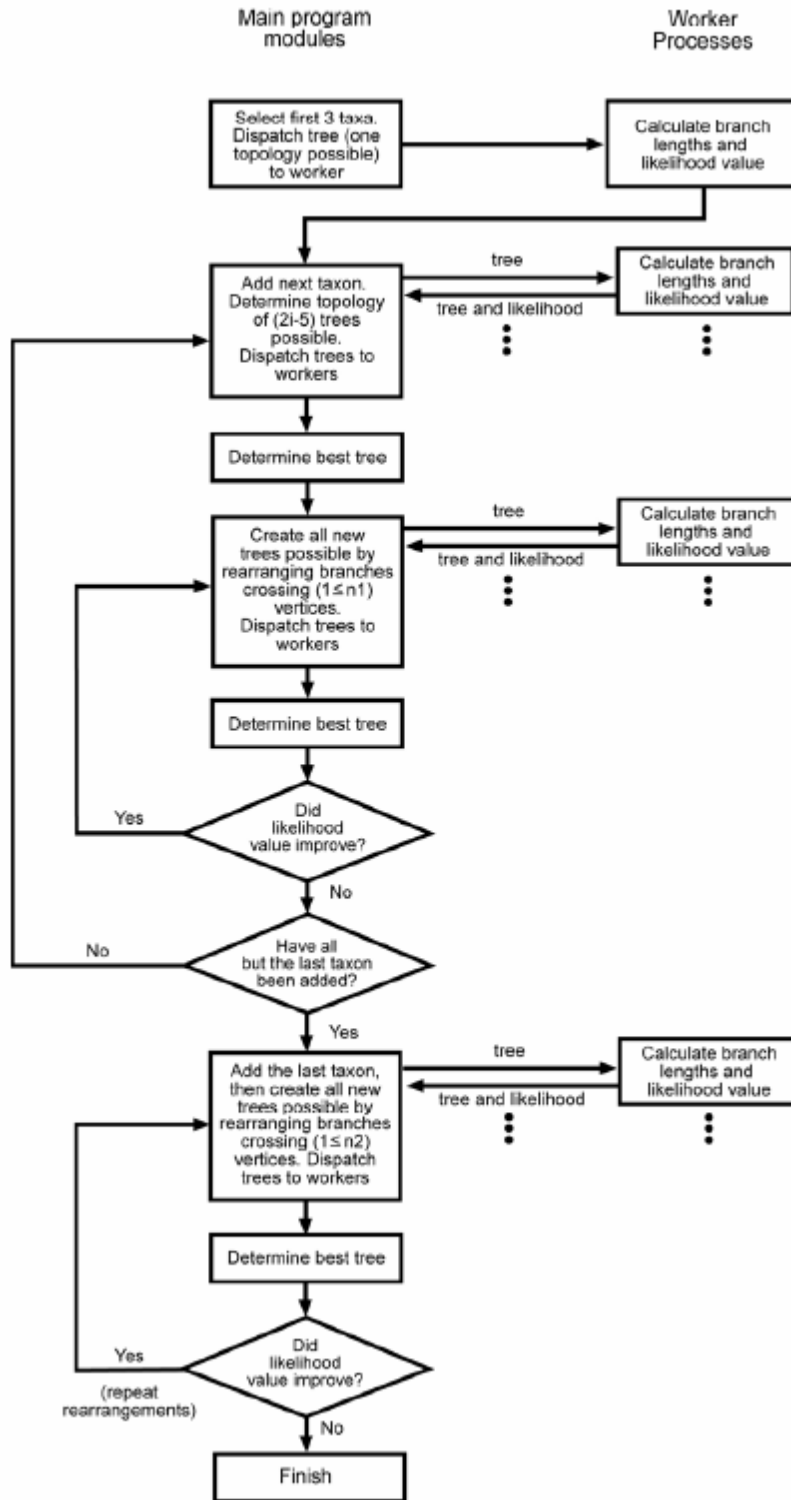 Main program
modules
Worker
Processes
Select first 3 taxa.
Dispatch tree (one
topology possible)
to worker
Calculate branch
lengths and
likelihood value
Add next taxon.
Determine topology
of (2i-5) trees
possible.
Dispatch trees to
workers
tree
tree and likelihood
Calculate branch
lengths and
likelihood value
Determine best tree
Create all new
trees possible by
rearranging branches
crossing (1≤ n1)
vertices.
Dispatch trees to
workers
tree
tree and likelihood
Calculate branch
lengths and
likelihood value
Determine best tree
Did
likelihood
value improve?
Yes
No
Have all
but the last taxon
been added?
No
Yes
Add the last taxon,
then create all new
trees possible by
rearranging branches
crossing (1≤ n2)
vertices. Dispatch
trees to workers
tree
tree and likelihood
Calculate branch
lengths and
likelihood value
Determine best tree
Did
likelihood
value improve?
Yes
(repeat
rearrangements)
No
Finish